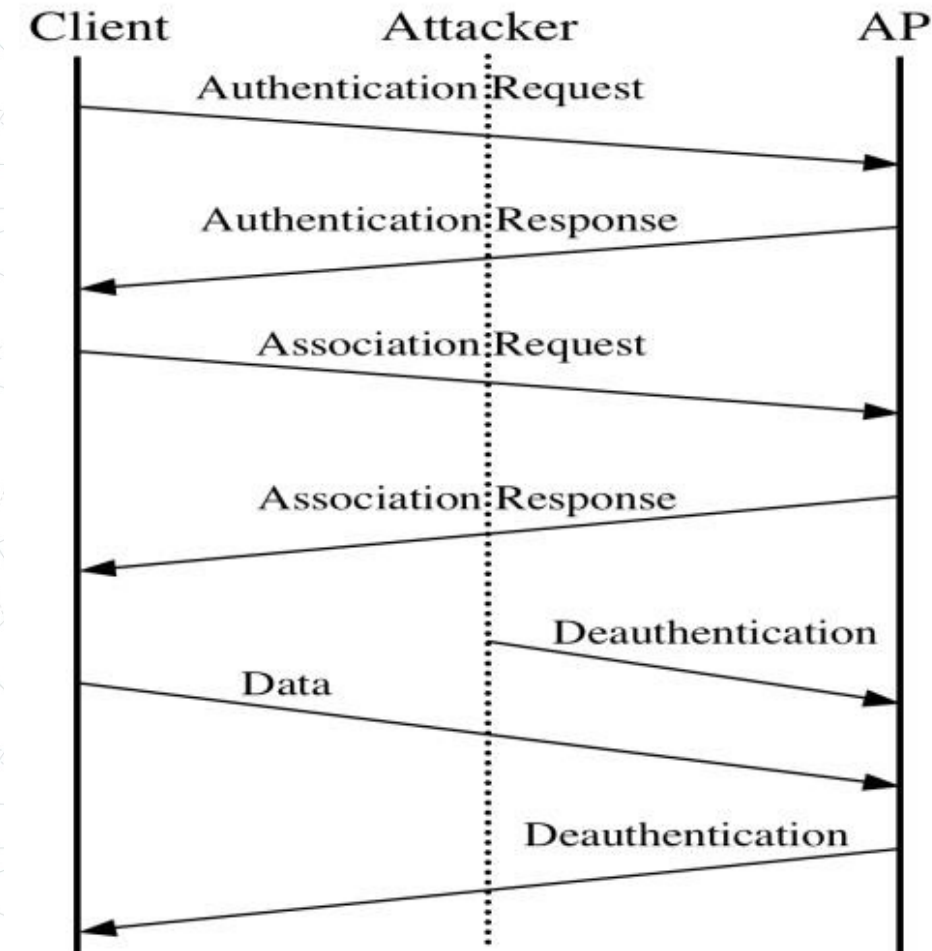 Client Attacker AP
Authentication Request
Authentication Response
Association Request
Association Response
Deauthentication
Data
Deauthentication